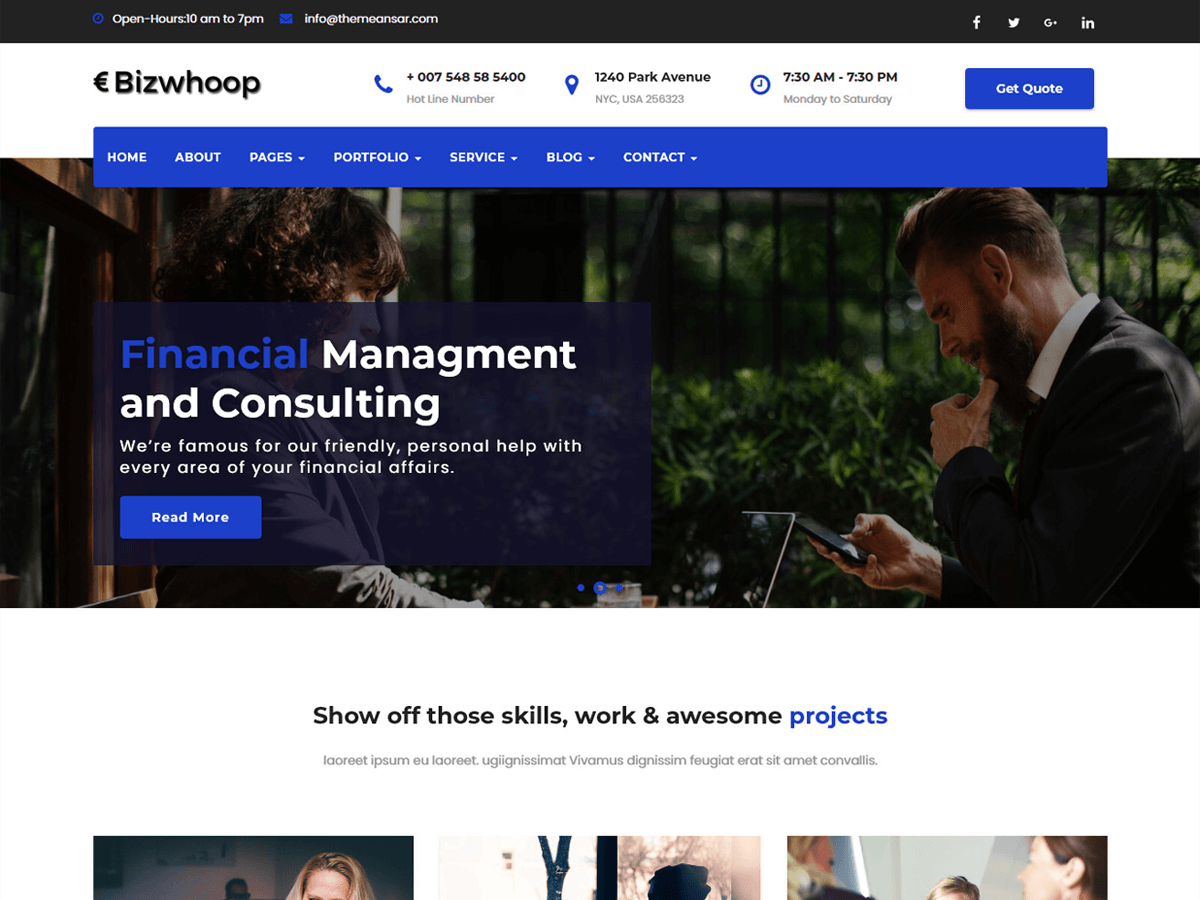 Open-Hours:10 am to 7pm info@themeansar.com
€ Bizwhoop
+ 007 548 58 5400
Hot Line Number
1240 Park Avenue
NYC, USA 256323
7:30 AM - 7:30 PM
Monday to Saturday
Get Quote
HOME ABOUT PAGES PORTFOLIO SERVICE BLOG CONTACT
Financial Managment
and Consulting
We're famous for our friendly, personal help with
every area of your financial affairs.
Read More
Show off those skills, work & awesome projects
laoreet ipsum eu laoreet. ugiignissimat Vivamus dignissim feugiat erat sit amet convallis.